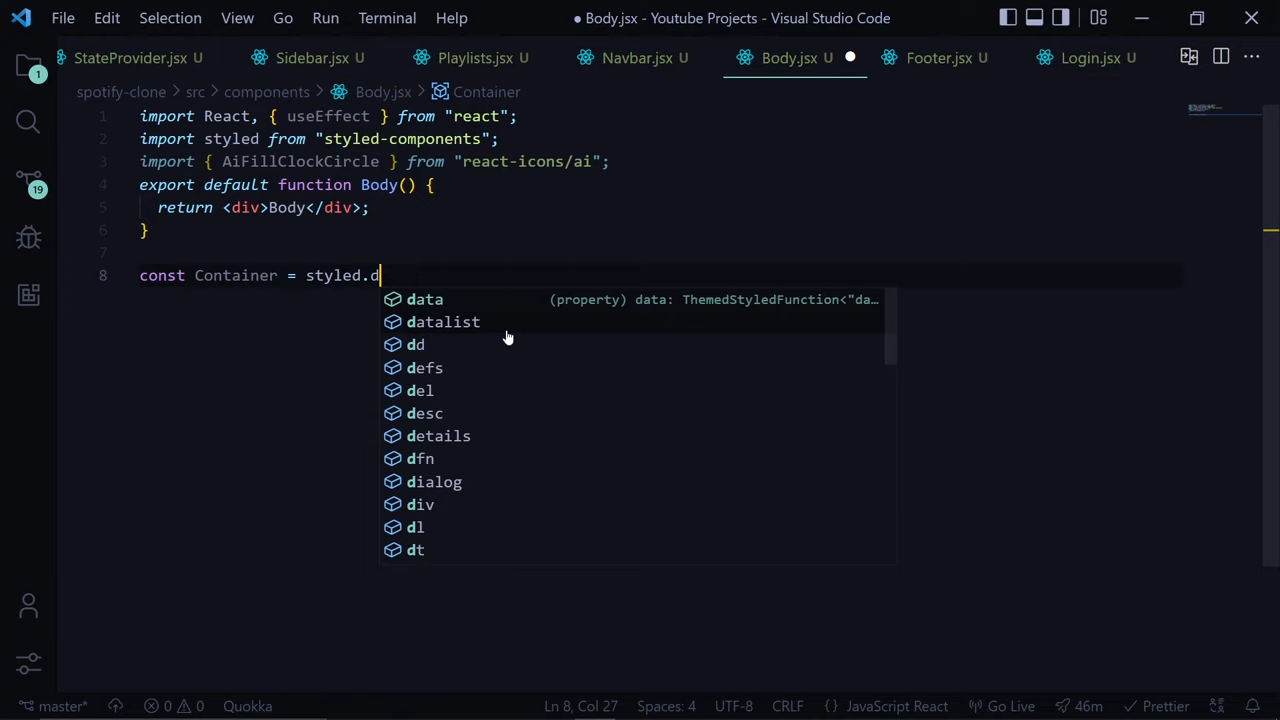 File Edit Selection View Go Run Terminal Help ● Body.jsx - Youtube Projects - Visual Studio Code
StateProvider.jsx U Sidebar.jsx U Playlists.jsx U Navbar.jsx U Body.jsx U Footer.jsx U Login.jsx U
spotify-clone > src > components > Body.jsx > Container
1 import React, { useEffect } from "react";
2 import styled from "styled-components";
3 import { AiFillClockCircle } from "react-icons/ai";
4 export default function Body() {
5 return <div>Body</div>;
6 }
7
8 const Container = styled.d
data (property) data: ThemedStyledFunction<"da…
datalist
dd
defs
del
desc
details
dfn
dialog
div
dl
dt
1
19
master* 0 0 Quokka Ln 8, Col 27 Spaces: 4 UTF-8 CRLF {} JavaScript React Go Live 46m Prettier